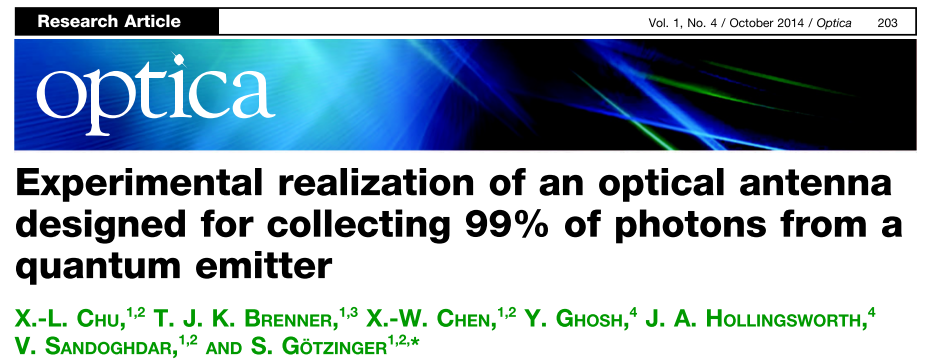 Research Article
Vol. 1, No. 4 / October 2014 / Optica 203
optica
Experimental realization of an optical antenna
designed for collecting 99% of photons from a
quantum emitter
X.-L. Chu,1,2 T. J. K. Brenner,1,3 X.-W. Chen,1,2 Y. Ghosh,4 J. A. Hollingsworth,4
V. Sandoghdar,1,2 and S. Götzinger1,2,*